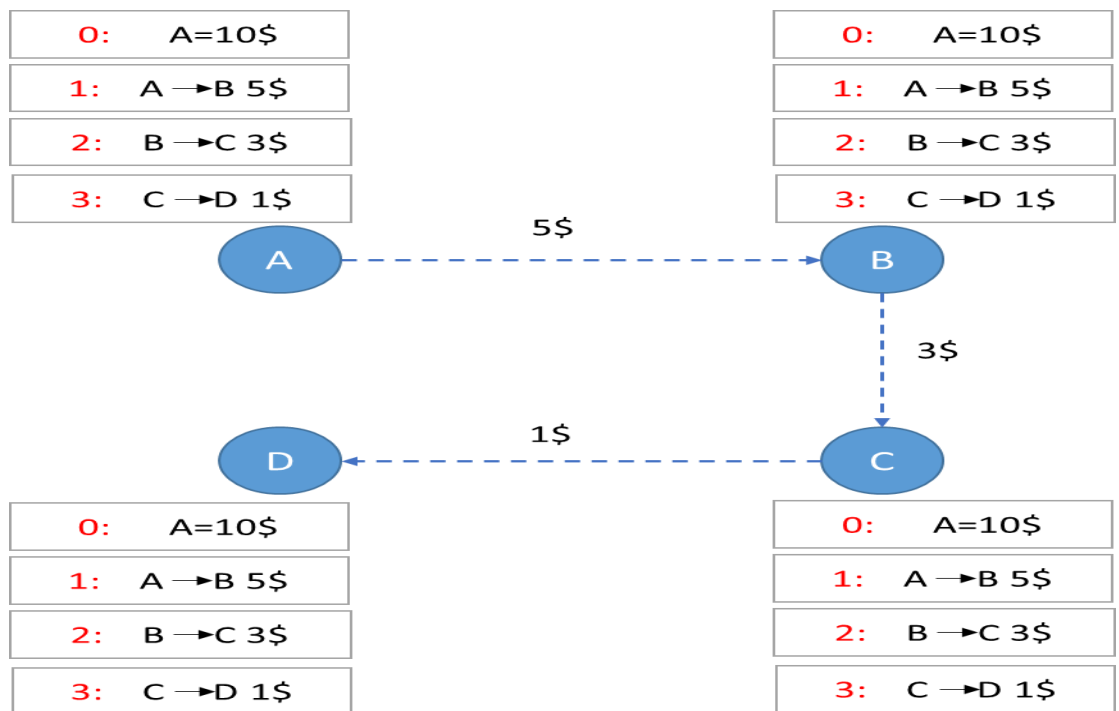 0: A=10$
1: A →B 5$
2: B →C 3$
3: C →D 1$
0: A=10$
1: A →B 5$
2: B →C 3$
3: C →D 1$
5$
A
B
3$
1$
D
C
0: A=10$
1: A →B 5$
2: B →C 3$
3: C →D 1$
0: A=10$
1: A →B 5$
2: B →C 3$
3: C →D 1$